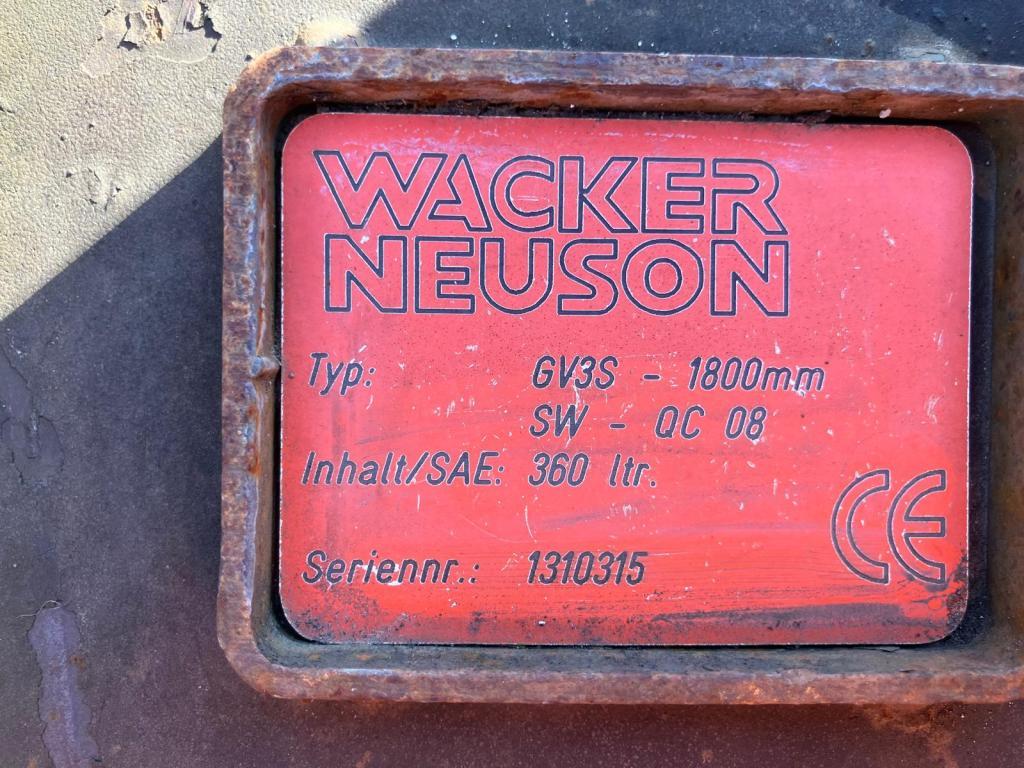 WACKER
NEUSON
Typ: GV3S - 1800mm
SW - QC 08
Inhalt/SAE: 360 ltr.
Seriennr.: 1310315
CE